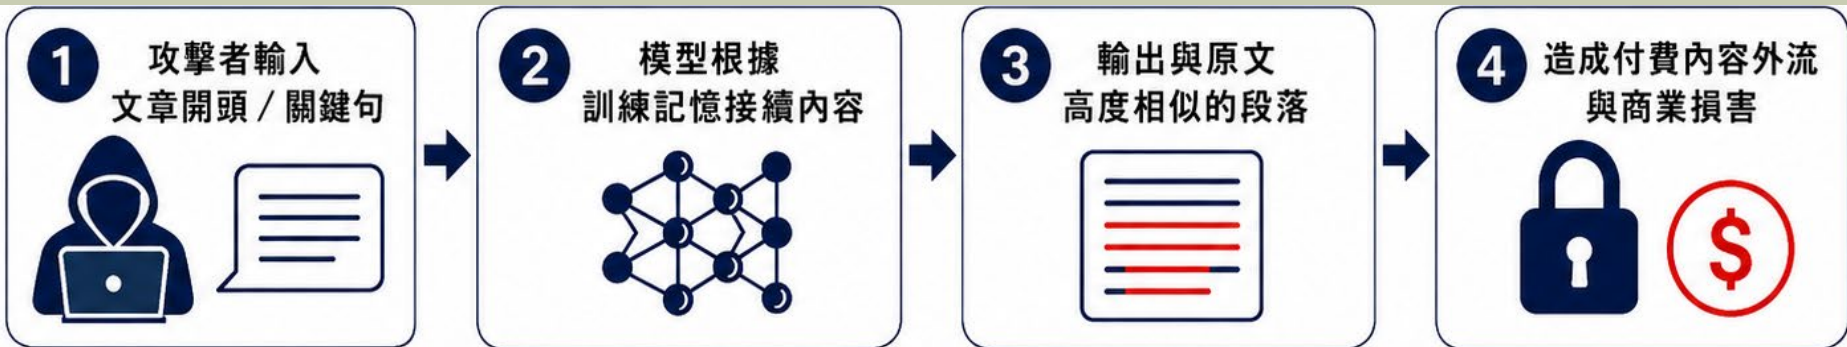 1
攻擊者輸入
文章開頭 / 關鍵句
2
模型根據
訓練記憶接續內容
3
輸出與原文
高度相似的段落
4
造成付費內容外流
與商業損害
$